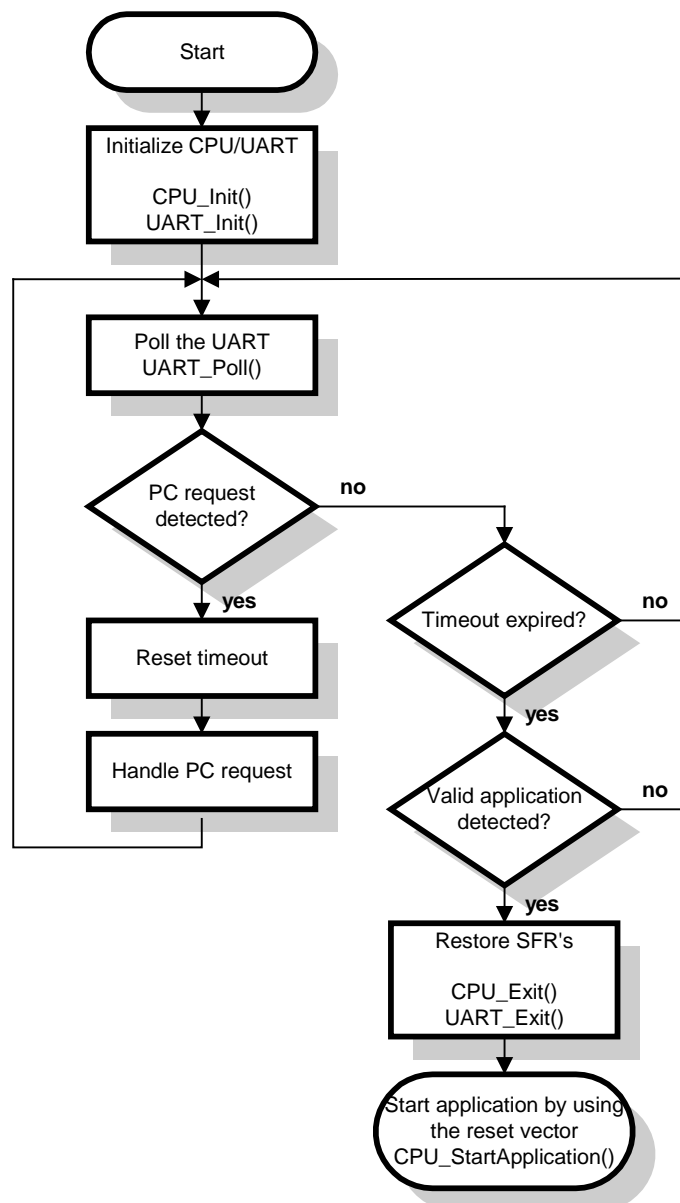 Start
Initialize CPU/UART
CPU_Init()
UART_Init()
Poll the UART
UART_Poll()
PC request
detected?
no
yes
Reset timeout
Handle PC request
Timeout expired?
no
yes
Valid application
detected?
no
yes
Restore SFR's
CPU_Exit()
UART_Exit()
Start application by using
the reset vector
CPU_StartApplication()